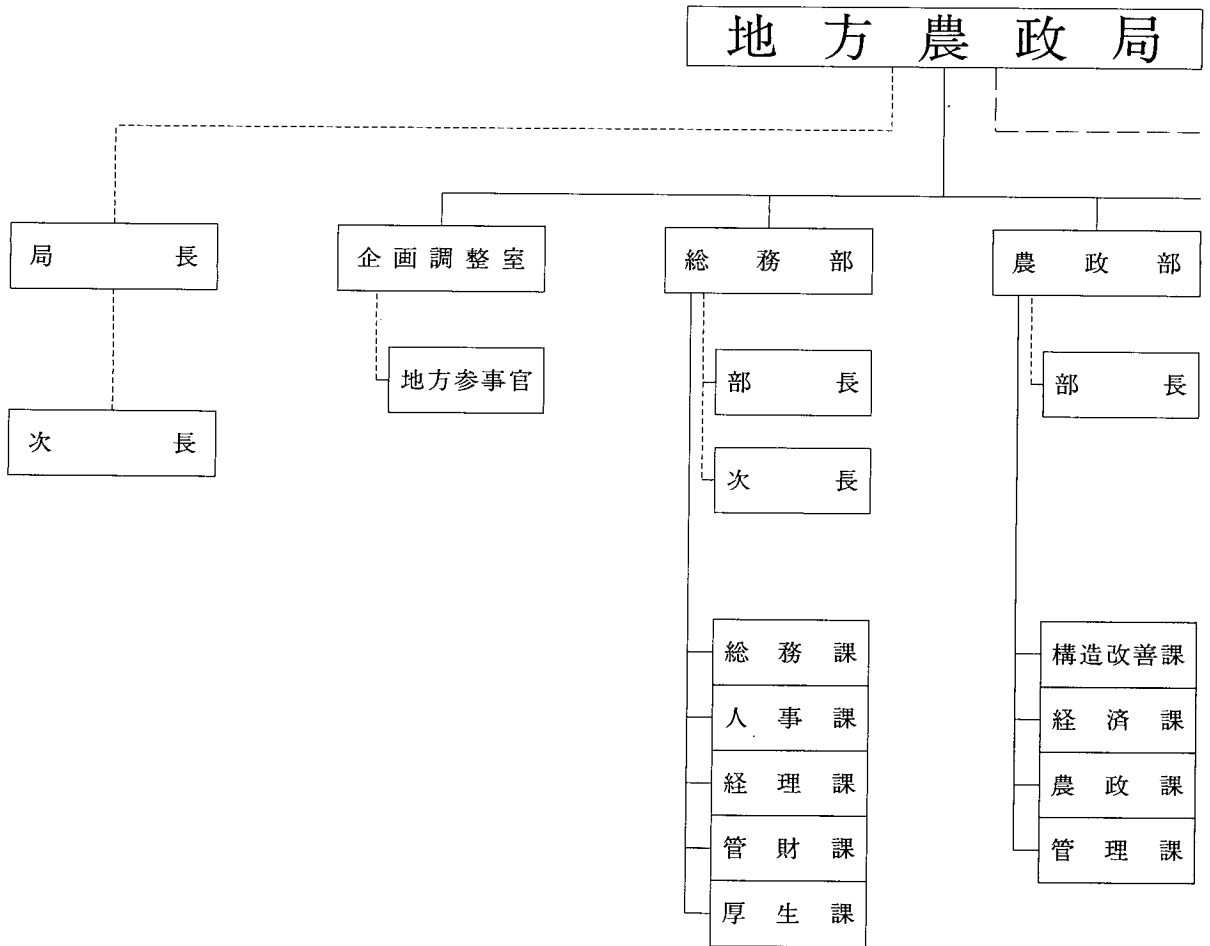 地方農政局
局長
企画調整室
総務部
農政部
地方参事官
部長
部長
次長
次長
総務課
構造改善課
人事課
経済課
経理課
農政課
管財課
管理課
厚生課